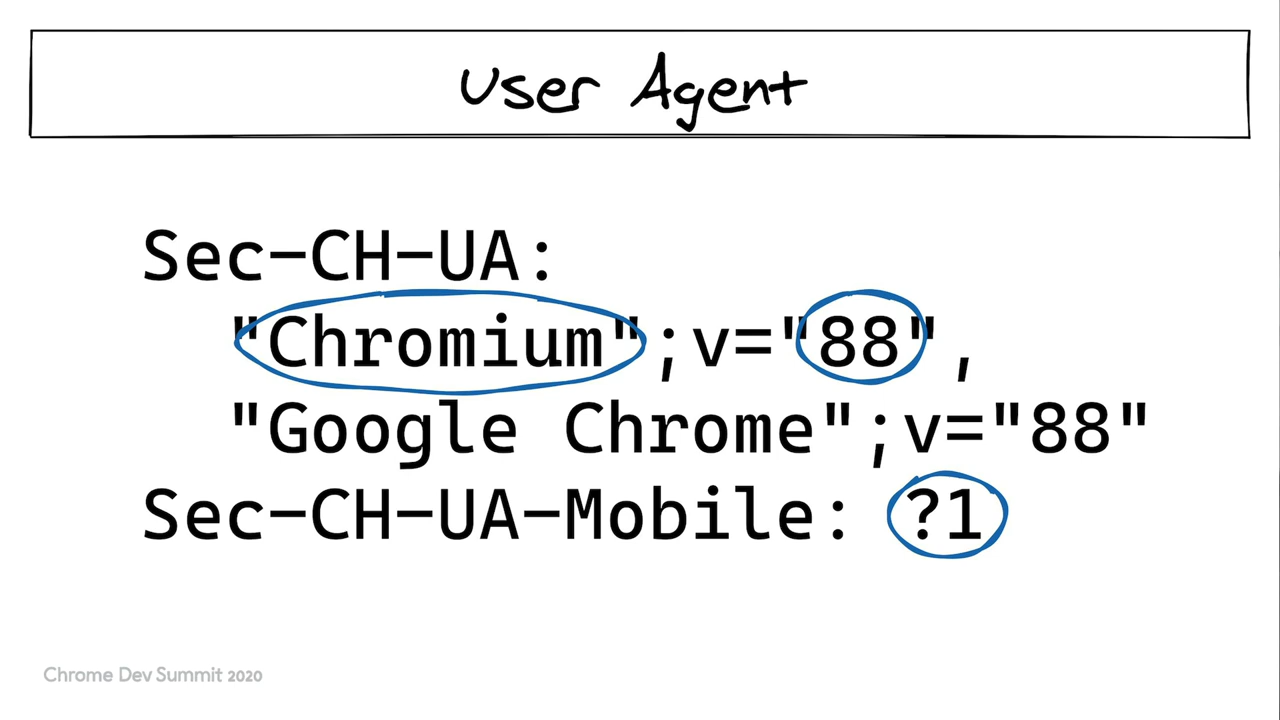 User Agent
Sec-CH-UA:
"Chromium";v="88",
"Google Chrome";v="88"
Sec-CH-UA-Mobile: ?1
Chrome Dev Summit 2020